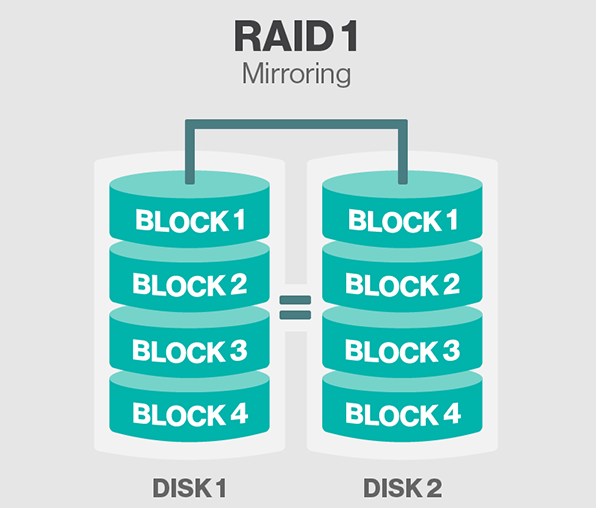 RAID 1
Mirroring
BLOCK 1
BLOCK 2
BLOCK 3
BLOCK 4
DISK 1
BLOCK 1
BLOCK 2
BLOCK 3
BLOCK 4
DISK 2